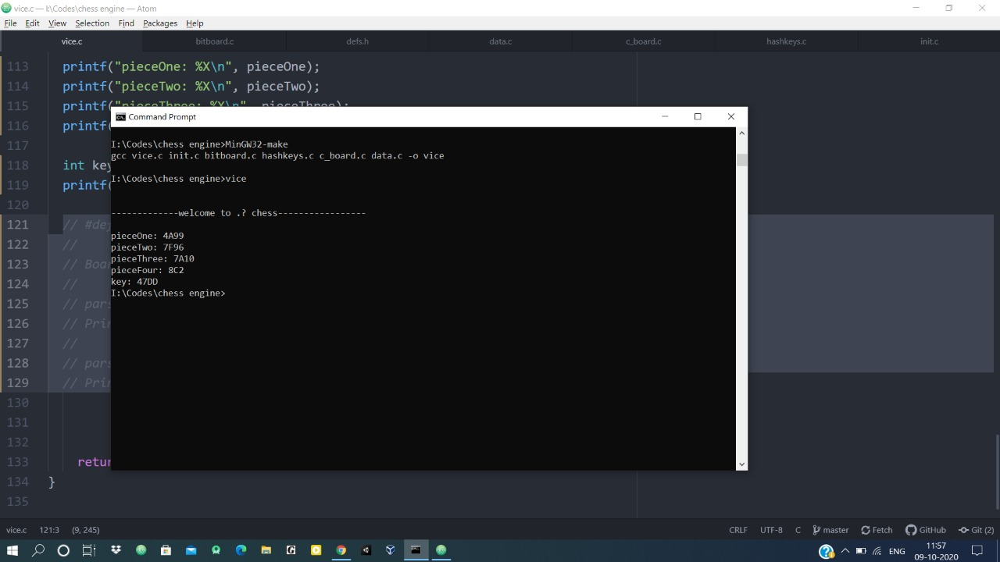 vice.c — I:\Codes\chess engine — Atom
File Edit View Selection Find Packages Help
vice.c bitboard.c defs.h data.c c_board.c hashkeys.c init.c
113 printf("pieceOne: %X\n", pieceOne);
114 printf("pieceTwo: %X\n", pieceTwo);
115 printf("pieceThree: %X\n", pieceThree);
116 printf(
117
118 int key
119 printf(
120
121 // #de
122 //
123 // Boa
124 //
125 // pars
126 // Prin
127 //
128 // pars
129 // Prin
130
131
132
133 retur
134 }
135
Command Prompt
I:\Codes\chess engine>MinGW32-make
gcc vice.c init.c bitboard.c hashkeys.c c_board.c data.c -o vice
I:\Codes\chess engine>vice
-------------welcome to .? chess-----------------
pieceOne: 4A99
pieceTwo: 7F96
pieceThree: 7A10
pieceFour: 8C2
key: 47DD
I:\Codes\chess engine>
vice.c 121:3 (9, 245) CRLF UTF-8 C master Fetch GitHub Git (2)
ENG 11:57
09-10-2020